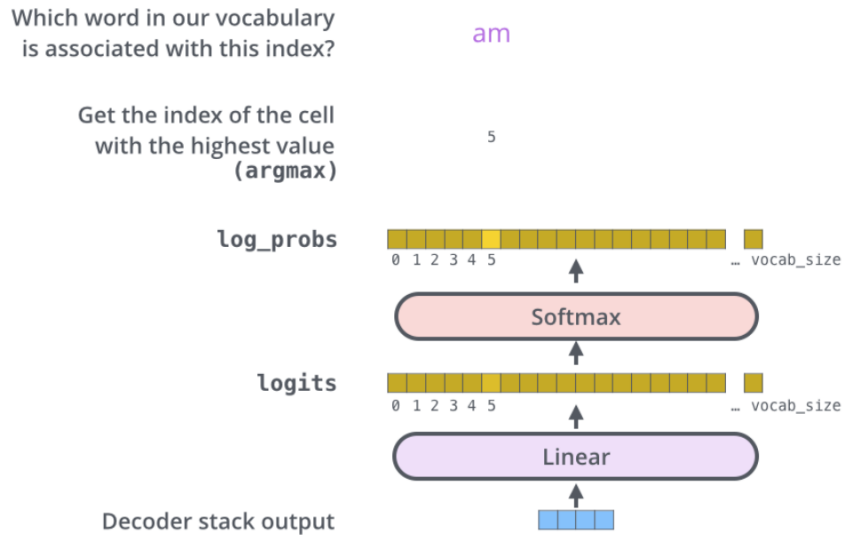 Which word in our vocabulary
is associated with this index?
am
Get the index of the cell
with the highest value
(argmax)
5
log_probs
0 1 2 3 4 5 … vocab_size
Softmax
logits
0 1 2 3 4 5 … vocab_size
Linear
Decoder stack output